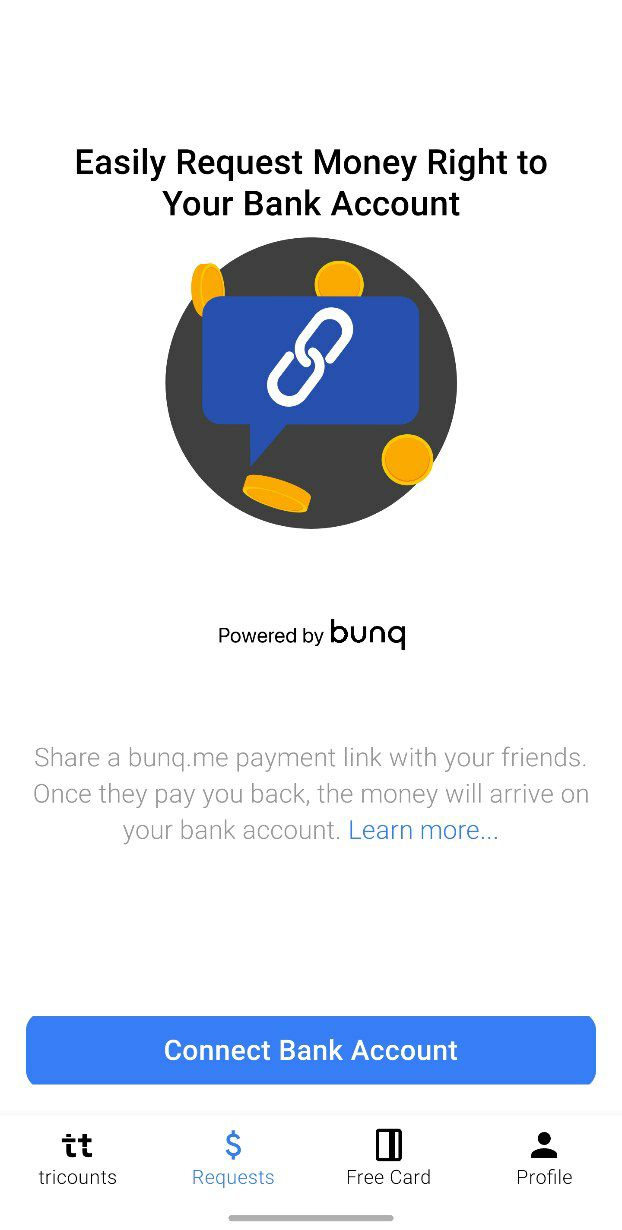 Easily Request Money Right to
Your Bank Account
Powered by bunq
Share a bunq.me payment link with your friends.
Once they pay you back, the money will arrive on
your bank account. Learn more...
Connect Bank Account
tt
tricounts
$
Requests
Free Card
Profile